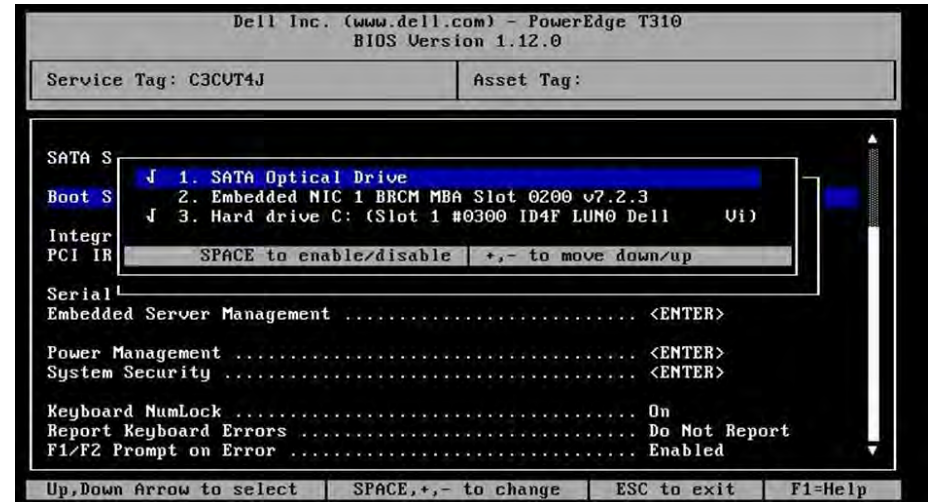 Dell Inc. (www.dell.com) - PowerEdge T310
BIOS Version 1.12.0
Service Tag: C3CVT4J
Asset Tag:
SATA S
√ 1. SATA Optical Drive
Boot S
2. Embedded NIC 1 BRCM MBA Slot 0200 v7.2.3
√ 3. Hard drive C: (Slot 1 #0300 ID4F LUN0 Dell Vi)
Integr
PCI IR
SPACE to enable/disable | +,- to move down/up
Serial
Embedded Server Management .............................. <ENTER>
Power Management .......................................... <ENTER>
System Security .......................................... <ENTER>
Keyboard NumLock ......................................... On
Report Keyboard Errors .................................. Do Not Report
F1/F2 Prompt on Error ................................... Enabled
Up,Down Arrow to select | SPACE,+,- to change | ESC to exit | F1=Help